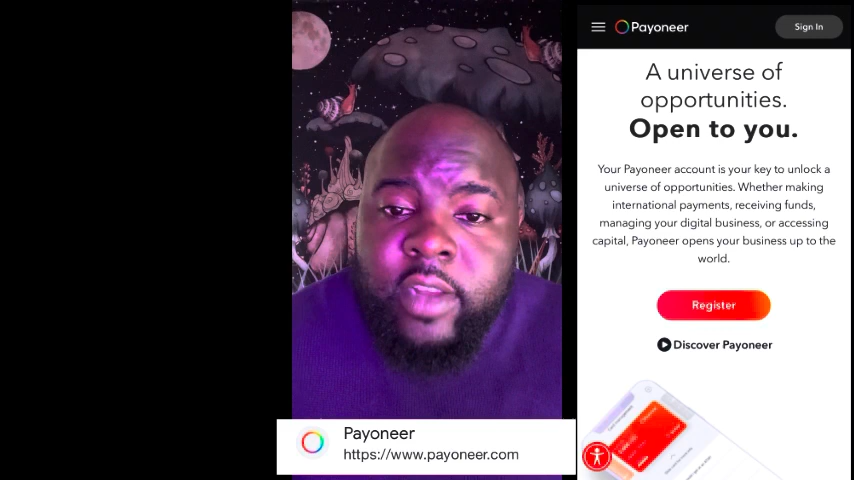 Payoneer
Sign In
A universe of
opportunities.
Open to you.
Your Payoneer account is your key to unlock a
universe of opportunities. Whether making
international payments, receiving funds,
managing your digital business, or accessing
capital, Payoneer opens your business up to the
world.
Register
Discover Payoneer
Payoneer
https://www.payoneer.com